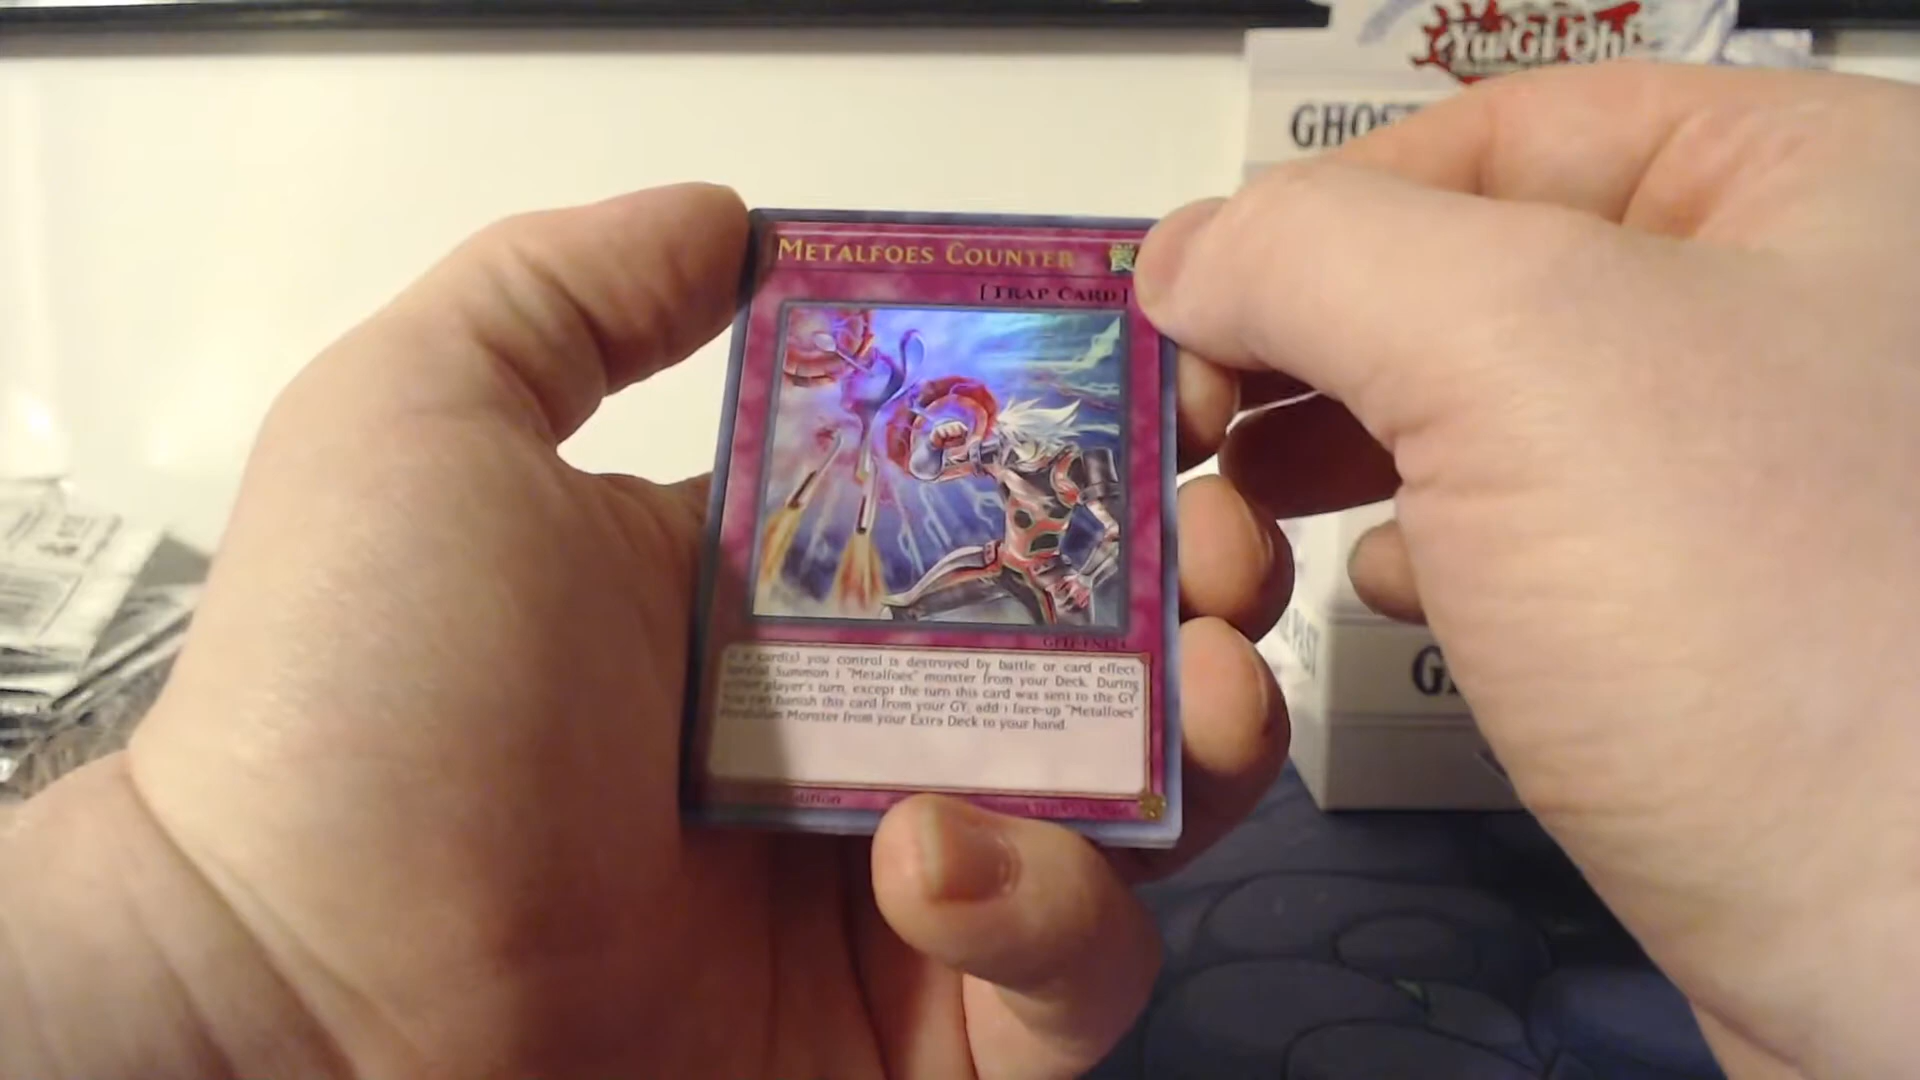 Yu-Gi-Oh!
GHOST
METALFOES COUNTER
[TRAP CARD]
card(s) you control is destroyed by battle or card effect
Summon 1 "Metalfoes" monster from your Deck. During
player's turn, except the turn this card was sent to the GY
you can banish this card from your GY, add 1 face-up "Metalfoes"
Pendulum Monster from your Extra Deck to your hand.
PAST
G